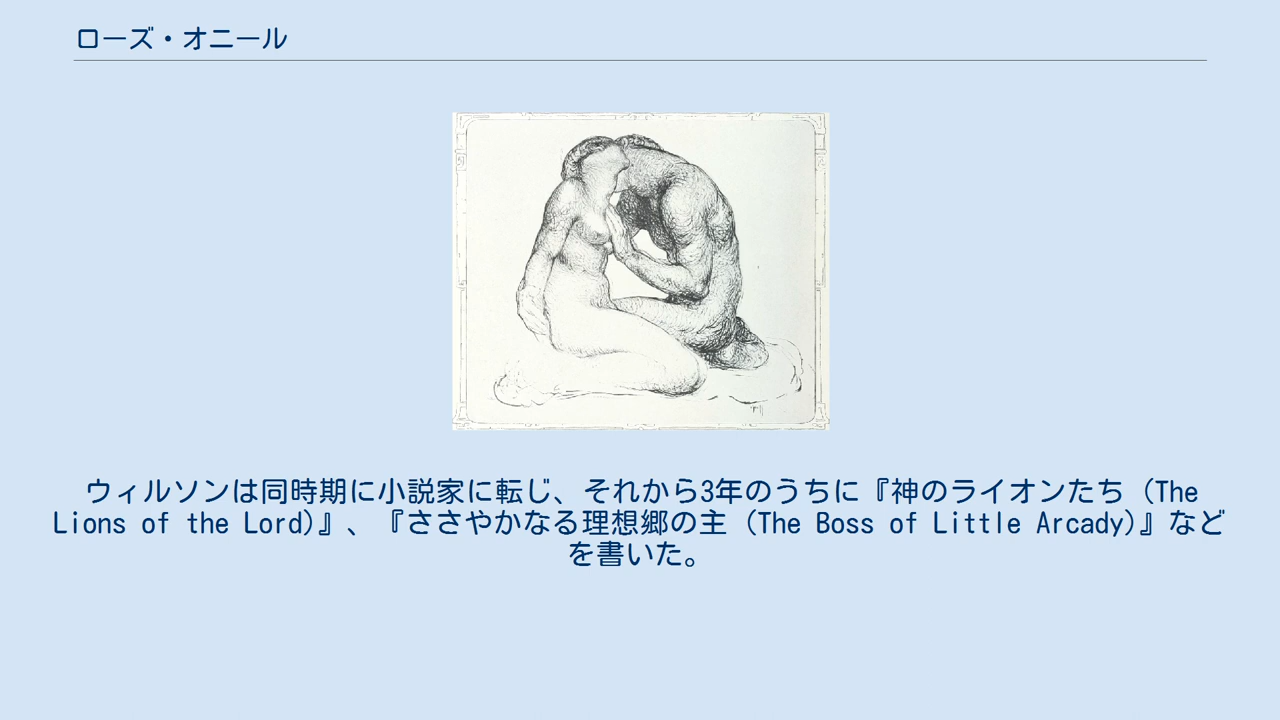 ローズ・オニール
ウィルソンは同時期に小説家に転じ、それから3年のうちに『神のライオンたち (The
Lions of the Lord)』、『ささやかなる理想郷の主 (The Boss of Little Arcady)』など
を書いた。